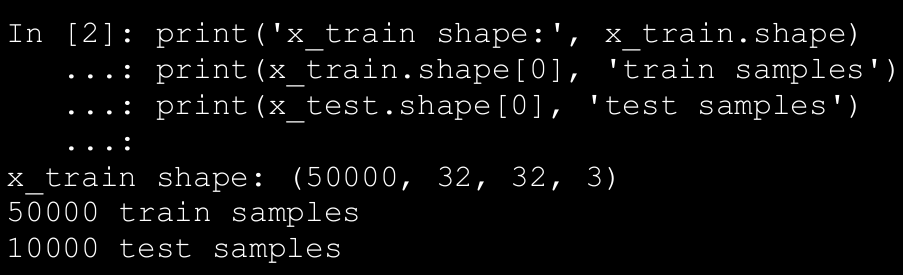 In [2]: print('x_train shape:', x_train.shape)
   ...: print(x_train.shape[0], 'train samples')
   ...: print(x_test.shape[0], 'test samples')
   ...:
x_train shape: (50000, 32, 32, 3)
50000 train samples
10000 test samples